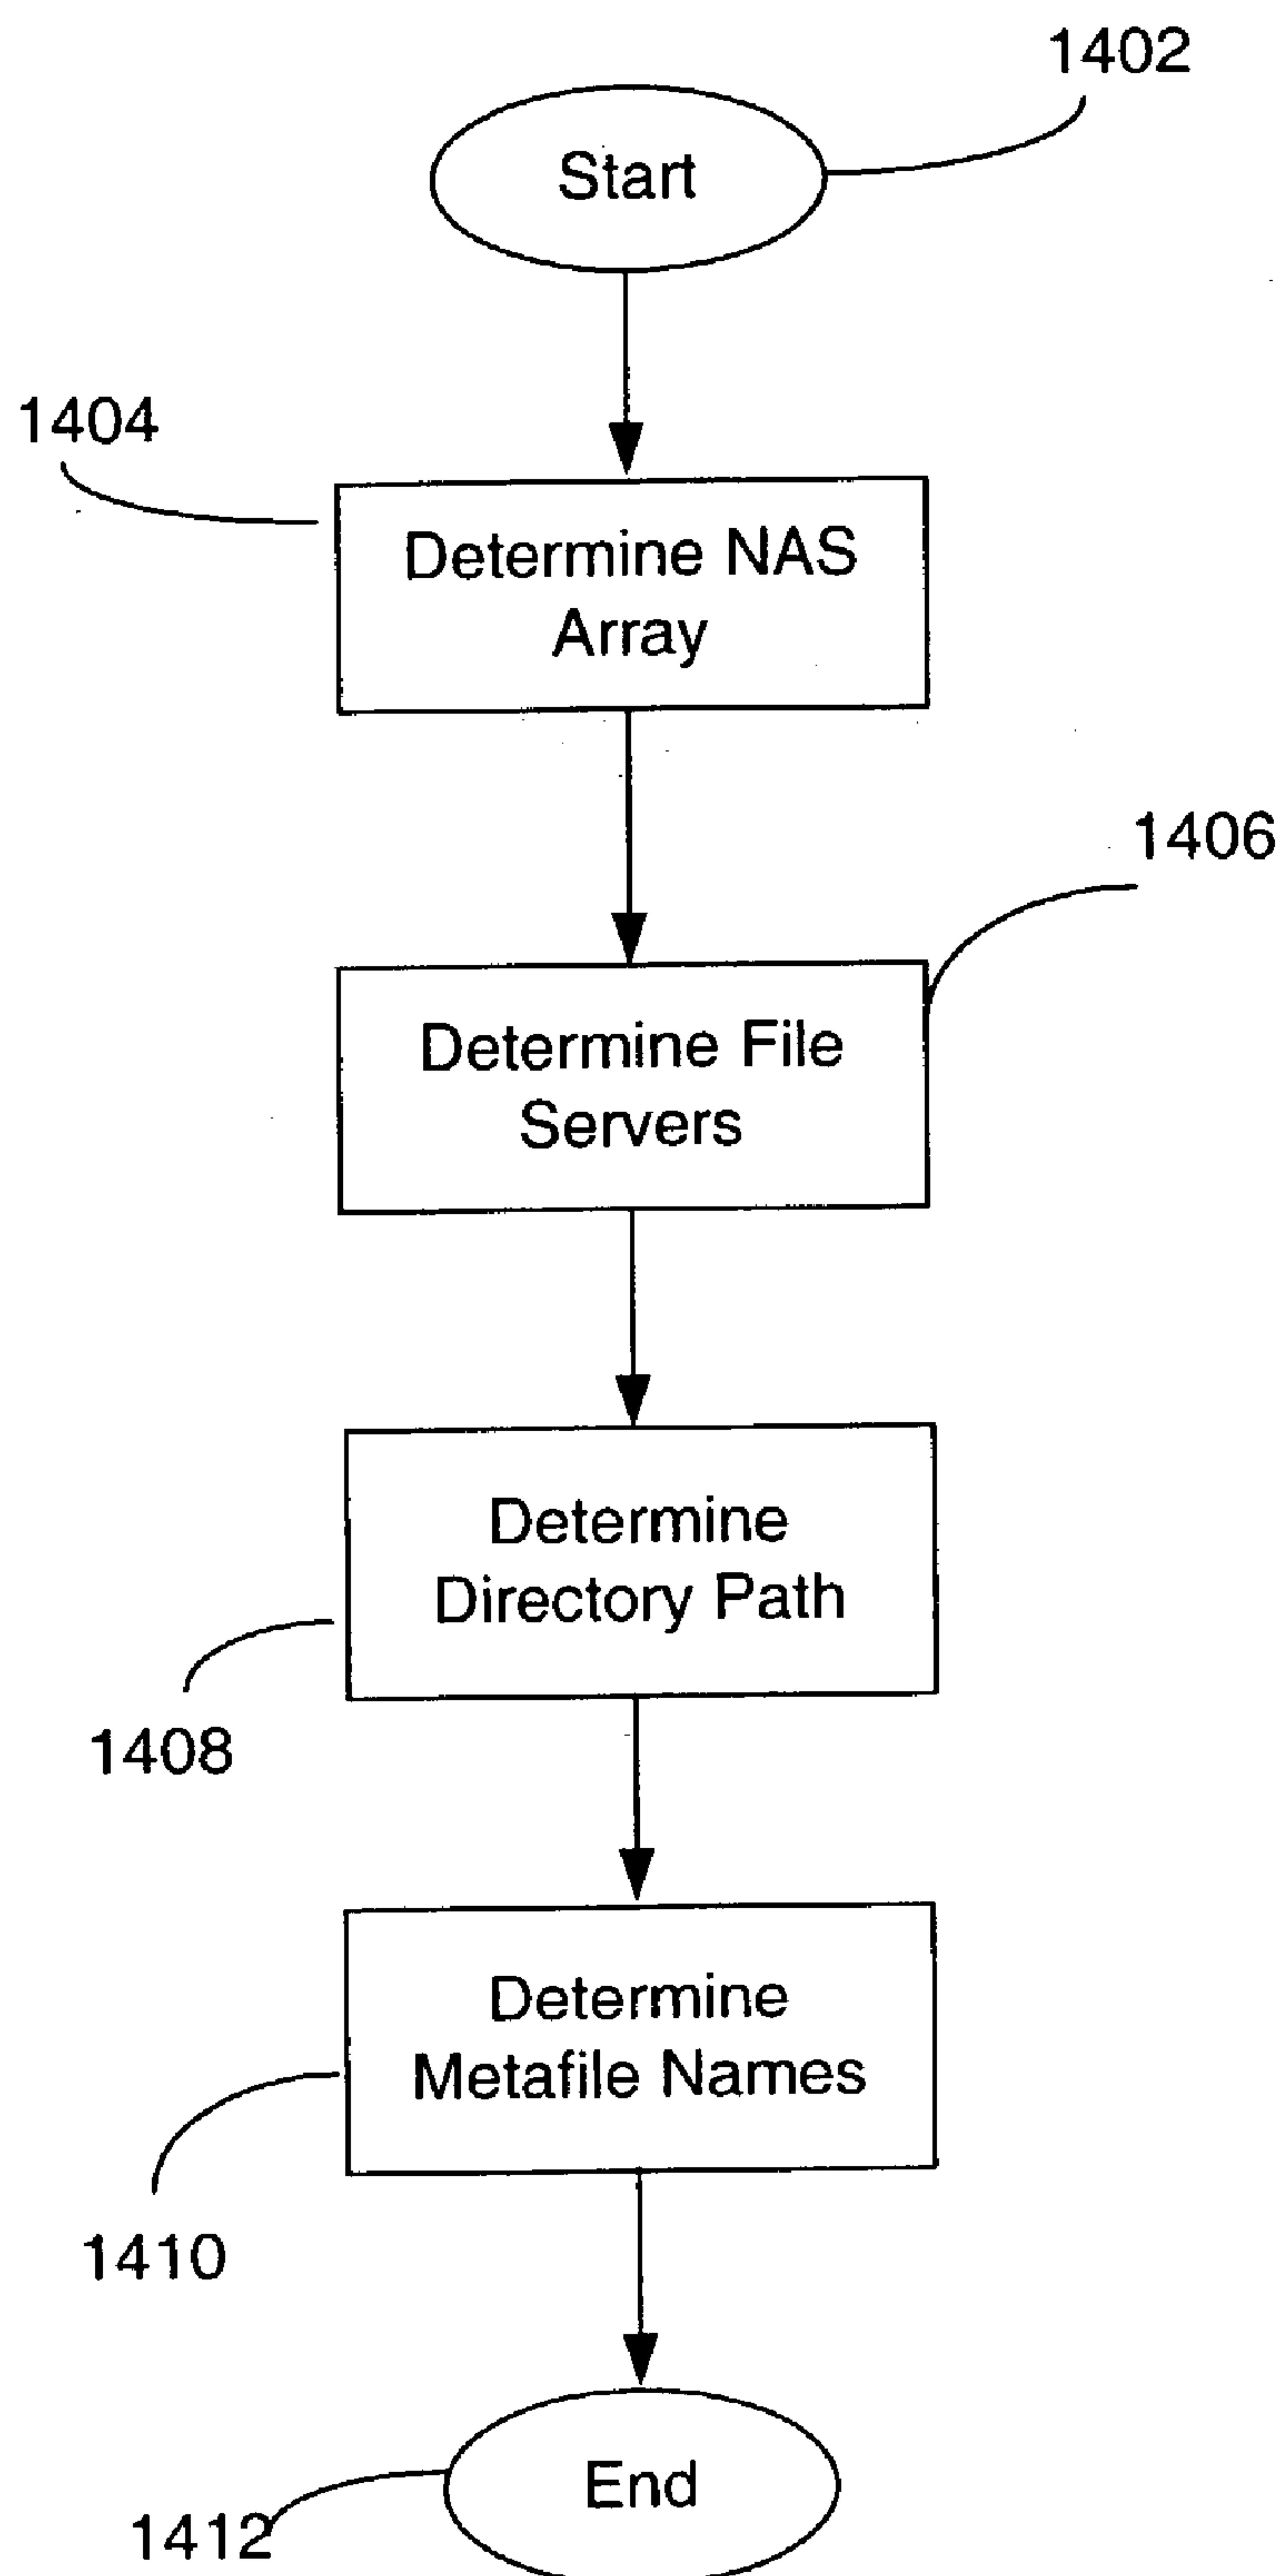 1402
Start
1404
Determine NAS
Array
1406
Determine File
Servers
Determine
Directory Path
1408
Determine
Metafile Names
1410
End
1412